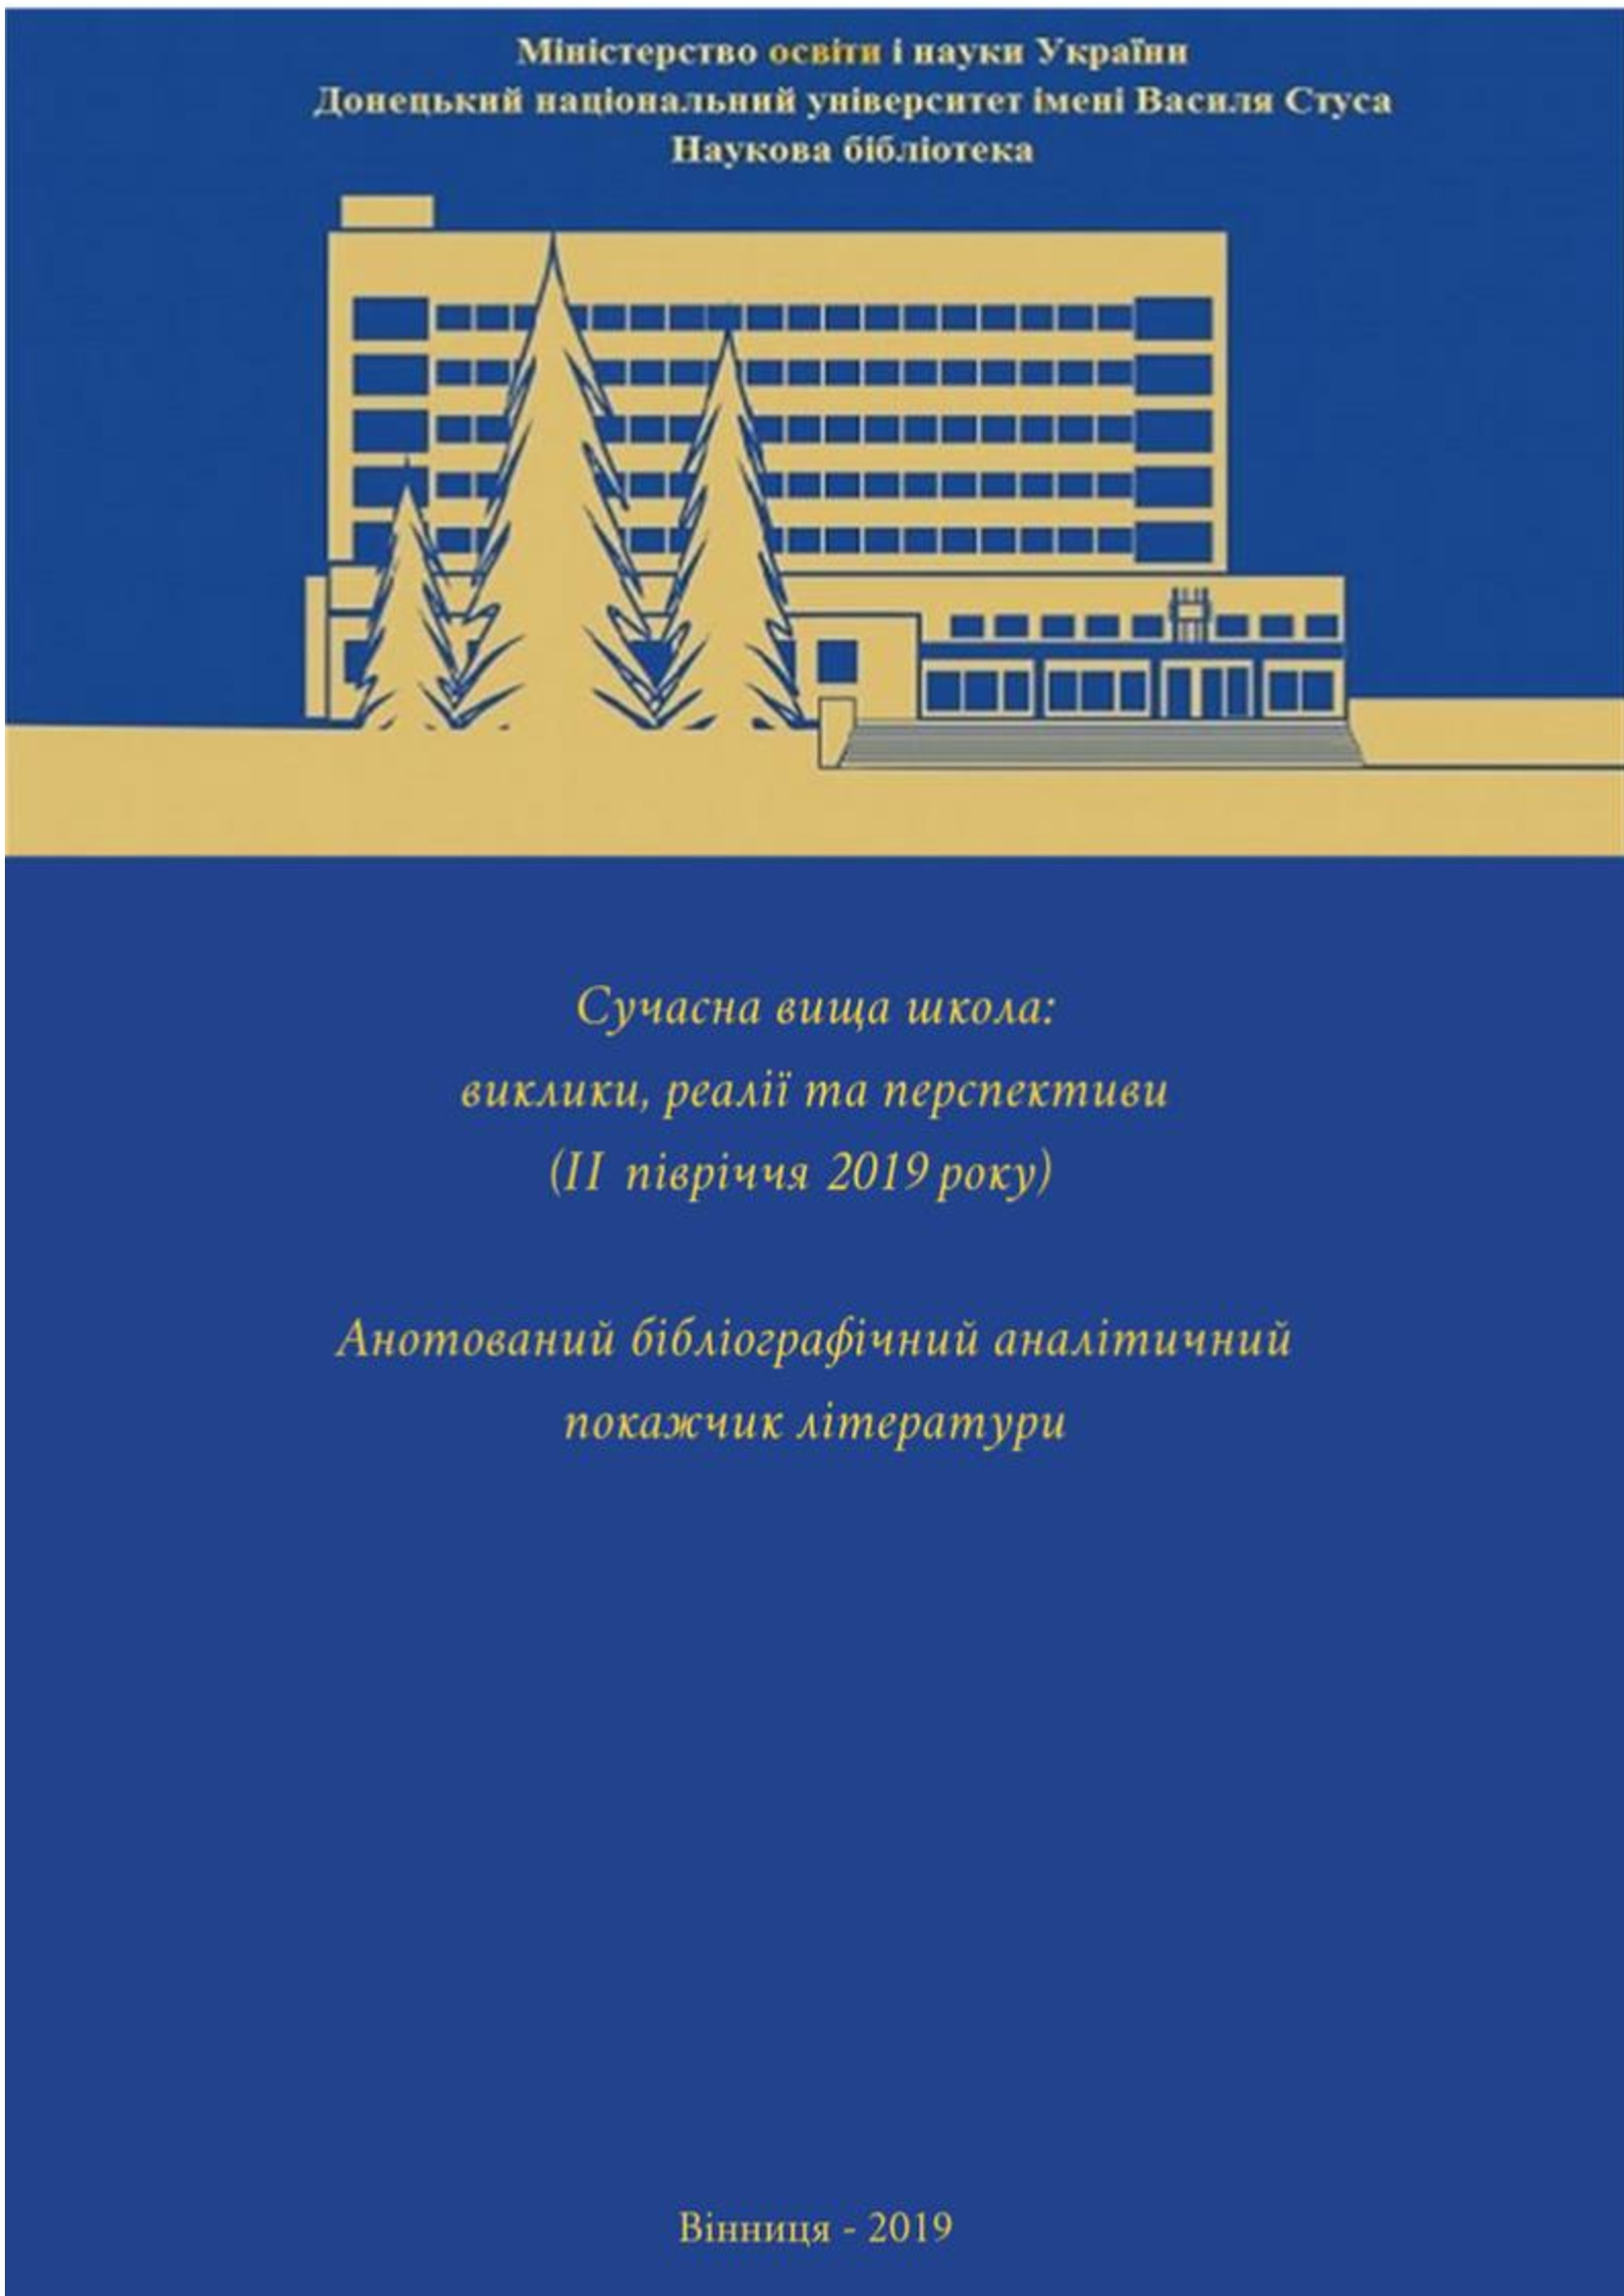 Міністерство освіти і науки України
Донецький національний університет імені Василя Стуса
Наукова бібліотека
Сучасна вища школа:
виклики, реалії та перспективи
(ІІ півріччя 2019 року)
Анотований бібліографічний аналітичний
покажчик літератури
Вінниця - 2019